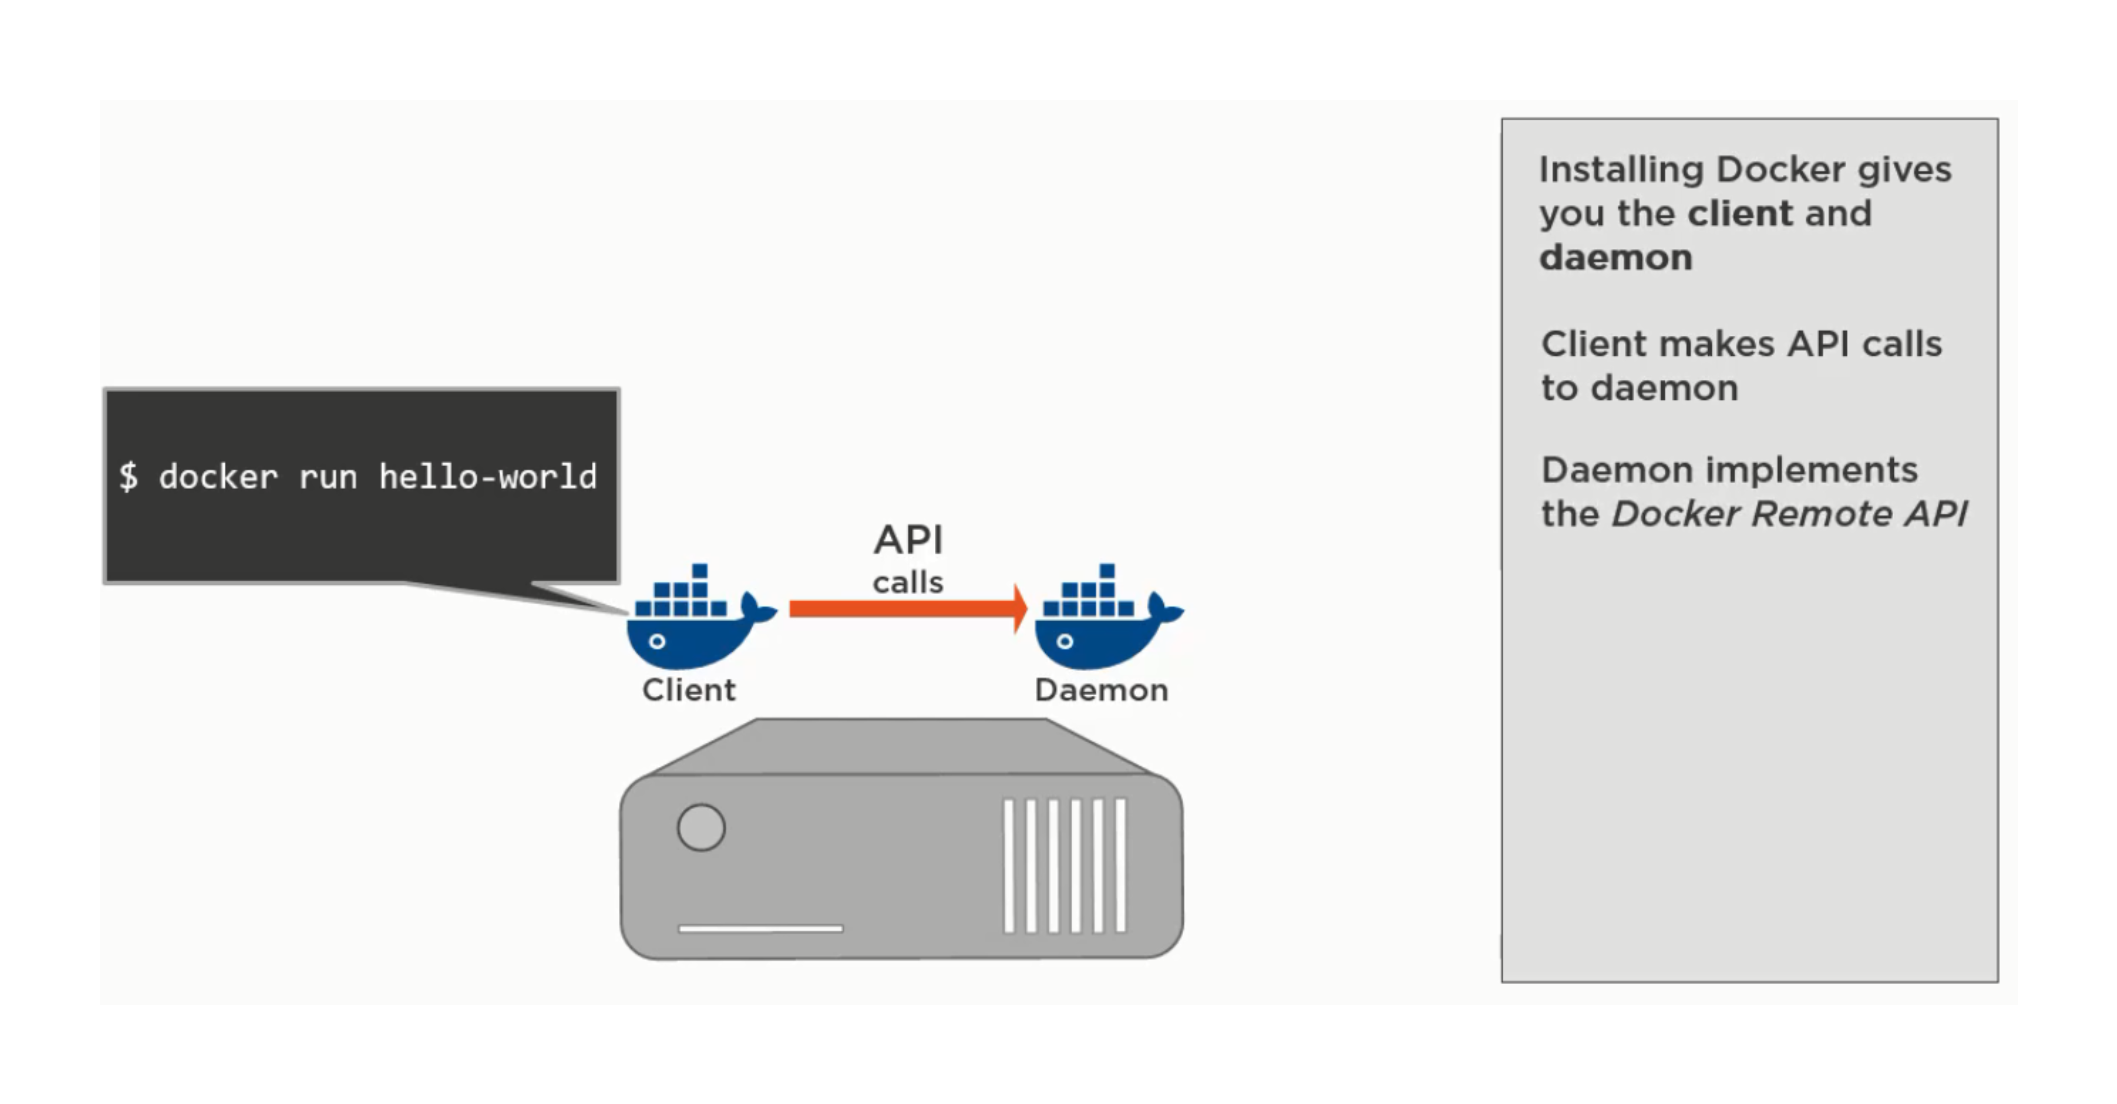 $ docker run hello-world
API
calls
Client
Daemon
Installing Docker gives
you the client and
daemon
Client makes API calls
to daemon
Daemon implements
the Docker Remote API